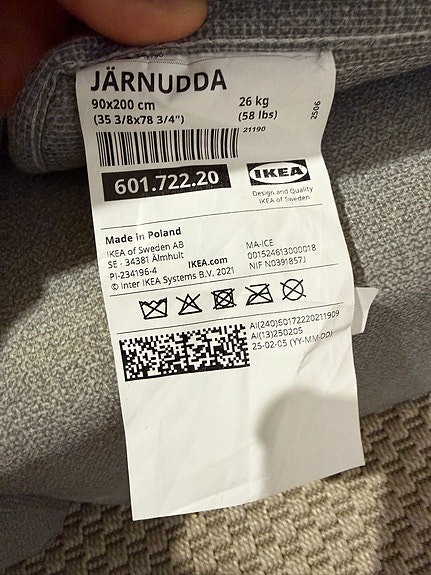 JÄRNUDDA
90x200 cm
(35 3/8x78 3/4")
26 kg
(58 lbs)
2506
21190
601.722.20
IKEA
Design and Quality
IKEA of Sweden
Made in Poland
IKEA of Sweden AB
SE - 34381 Älmhult
PI-234196-4
IKEA.com
© Inter IKEA Systems B.V. 2021
MA-ICE
001524613000018
NIF N0391857J
AI(240)60172220211909
AI(13)250205
25-02-05 (YY-MM-DD)